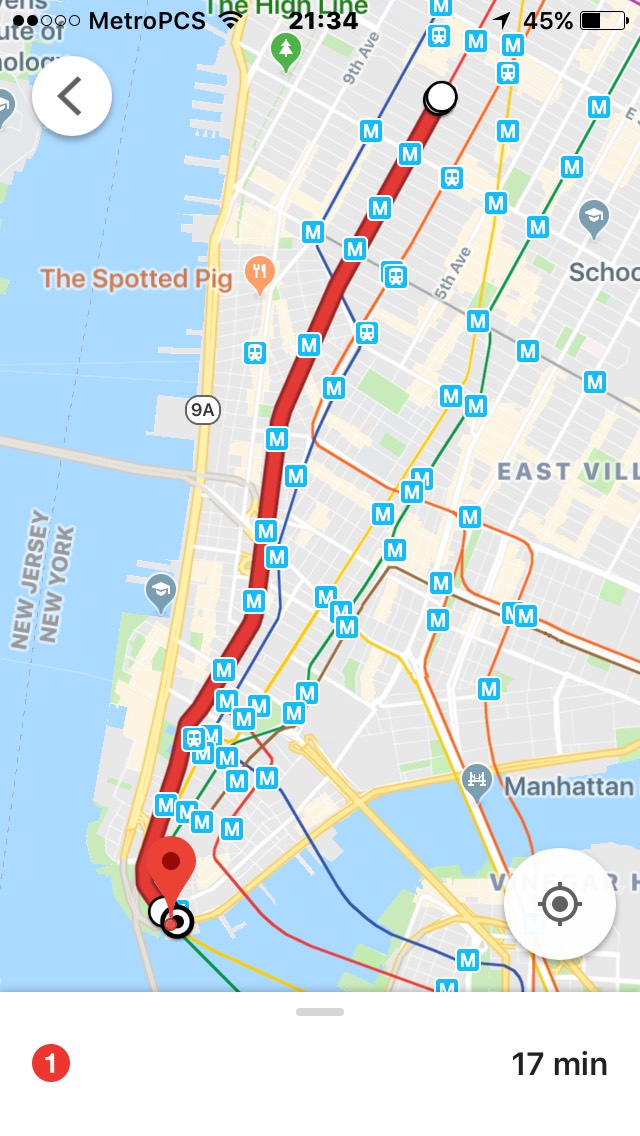 The High Line
MetroPCS
21:34
45%
9th Ave
The Spotted Pig
5th Ave
Schoo
9A
EAST VILL
NEW JERSEY
NEW YORK
Manhattan
VINEGAR H
1
17 min